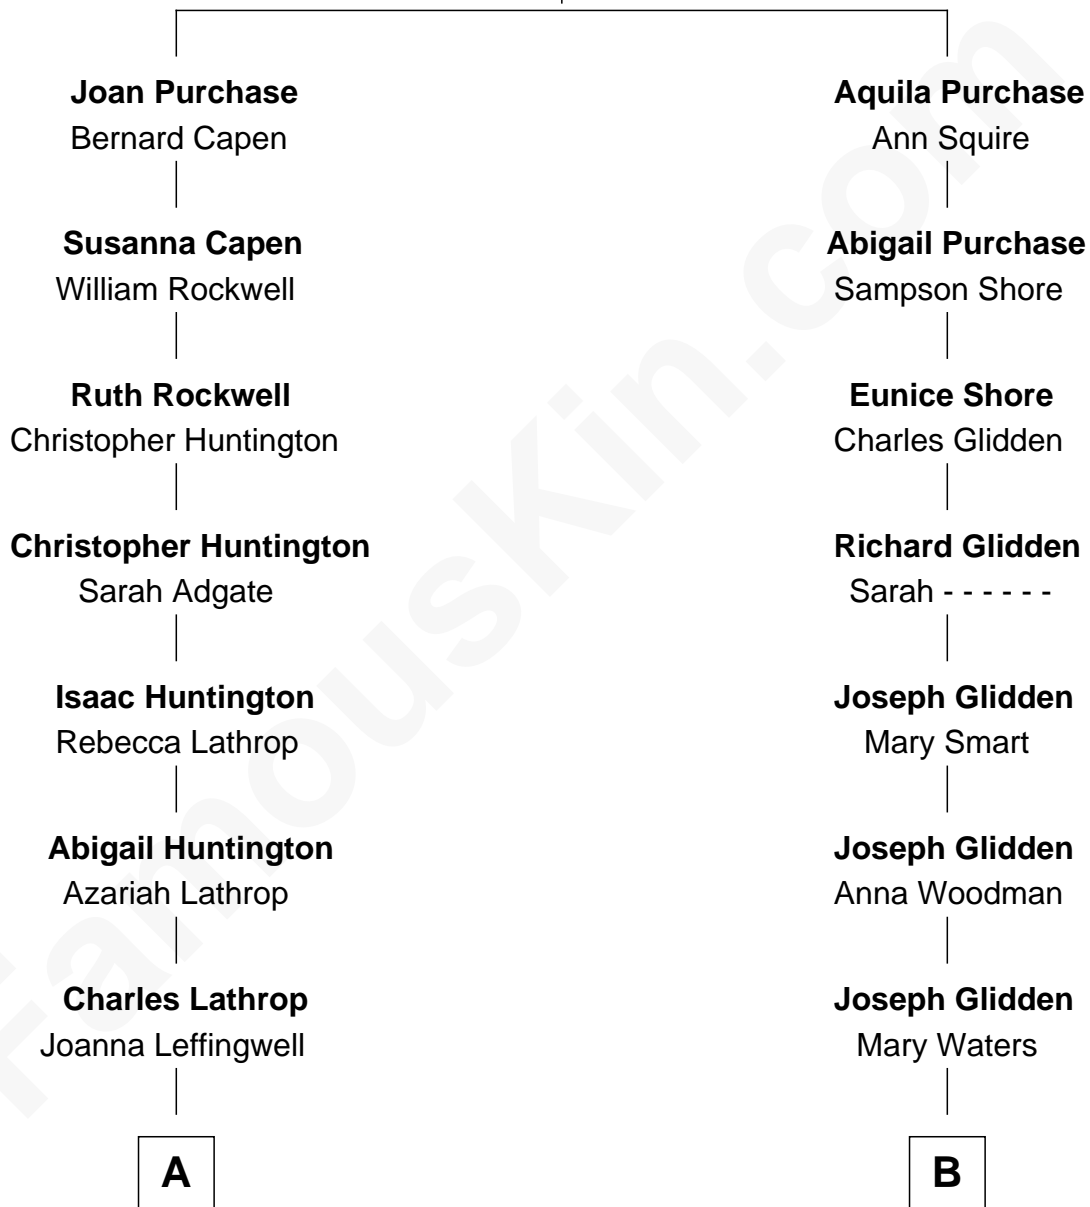 Joan Purchase
Bernard Capen
Susanna Capen
William Rockwell
Ruth Rockwell
Christopher Huntington
Christopher Huntington
Sarah Adgate
Isaac Huntington
Rebecca Lathrop
Abigail Huntington
Azariah Lathrop
Charles Lathrop
Joanna Leffingwell
A
Aquila Purchase
Ann Squire
Abigail Purchase
Sampson Shore
Eunice Shore
Charles Glidden
Richard Glidden
Sarah - - - - - -
Joseph Glidden
Mary Smart
Joseph Glidden
Anna Woodman
Joseph Glidden
Mary Waters
B
FamousKin.com